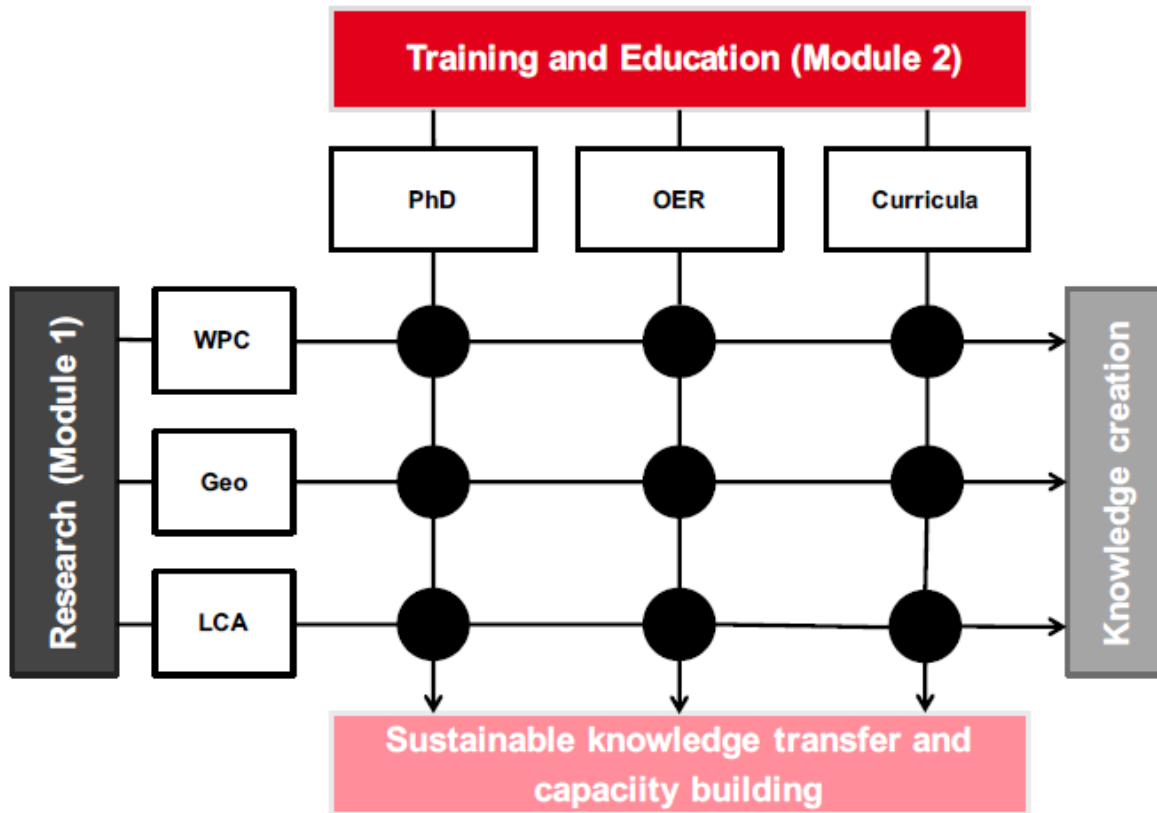 Training and Education (Module 2)
PhD
OER
Curricula
Research (Module 1)
WPC
Geo
LCA
Knowledge creation
Sustainable knowledge transfer and
capaciity building